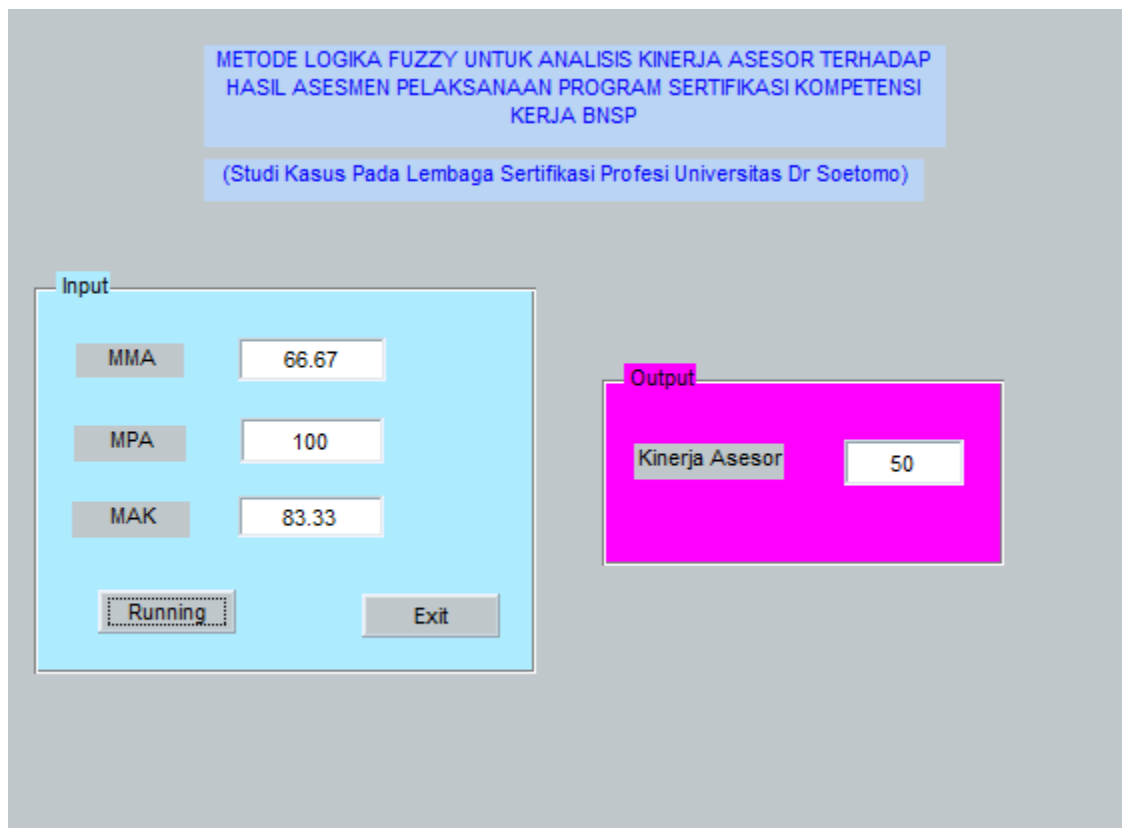 METODE LOGIKA FUZZY UNTUK ANALISIS KINERJA ASESOR TERHADAP
HASIL ASESMEN PELAKSANAAN PROGRAM SERTIFIKASI KOMPETENSI
KERJA BNSP
(Studi Kasus Pada Lembaga Sertifikasi Profesi Universitas Dr Soetomo)
Input
MMA 66.67
MPA 100
MAK 83.33
Running Exit
Output
Kinerja Asesor 50